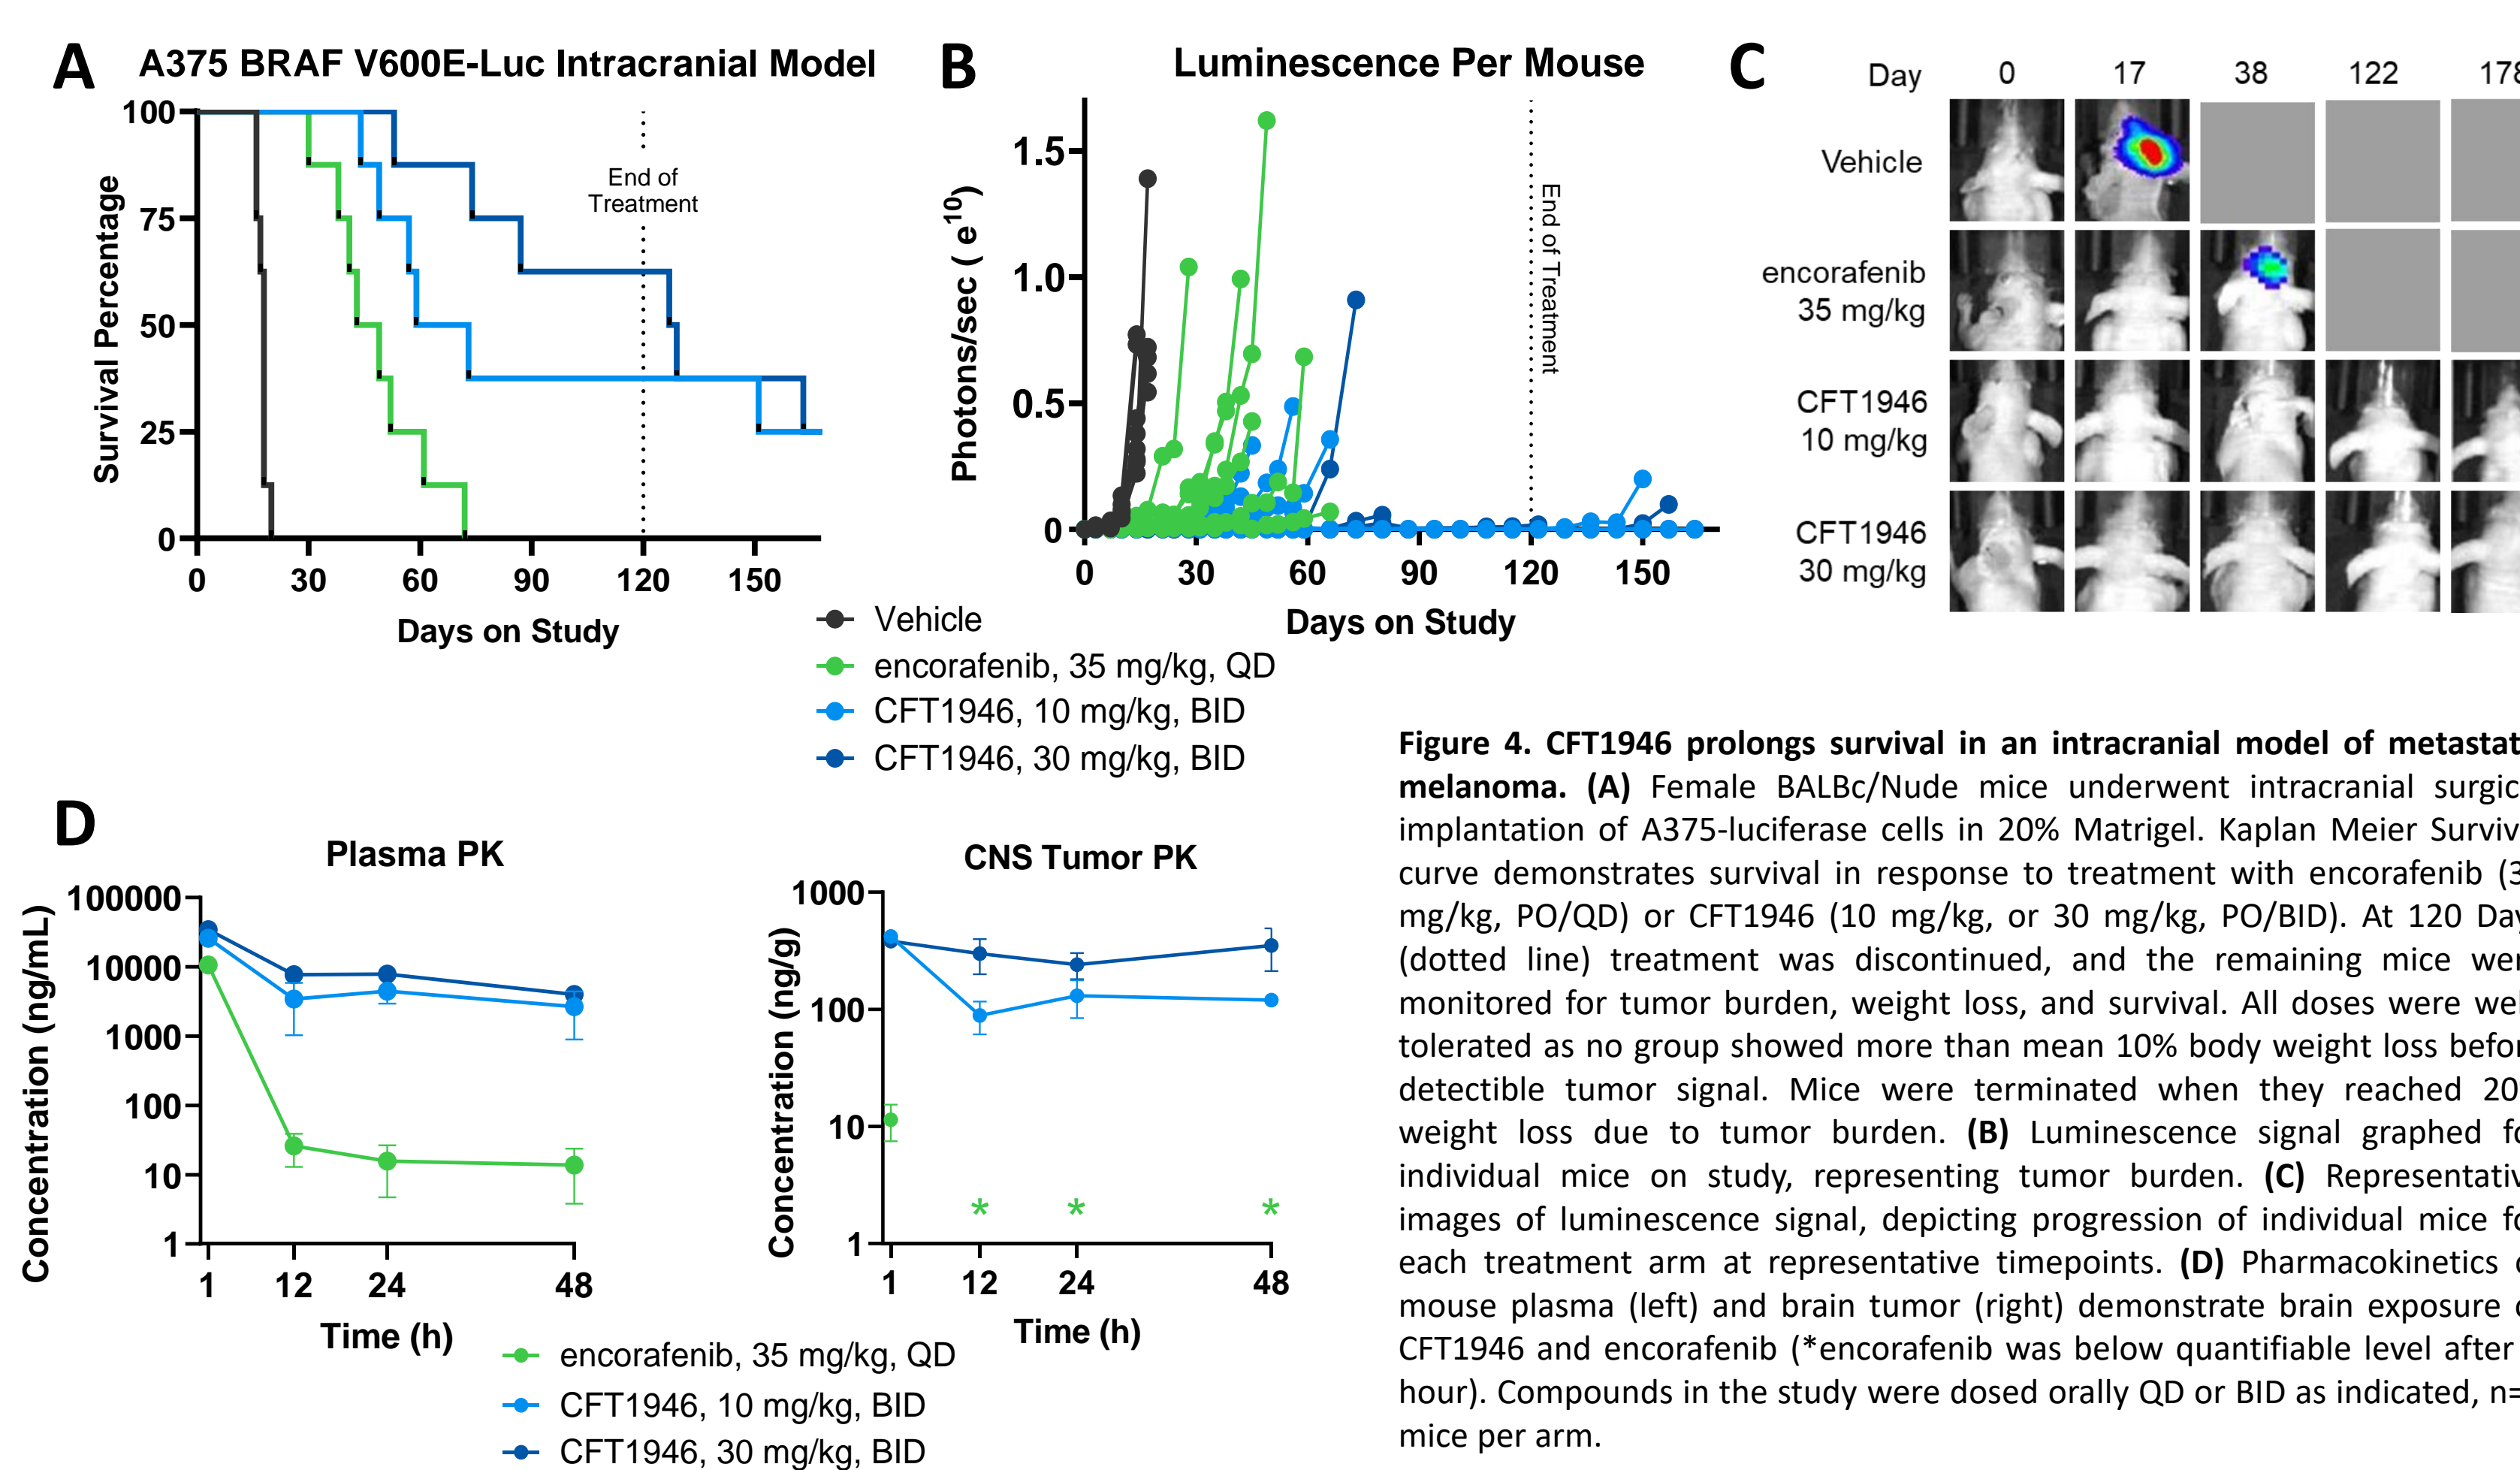 A
A375 BRAF V600E-Luc Intracranial Model
Survival Percentage
100
75
50
25
0
End of
Treatment
0 30 60 90 120 150
Days on Study
B
Luminescence Per Mouse
Photons/sec ( e10)
1.5
1.0
0.5
0
End of Treatment
0 30 60 90 120 150
Days on Study
Vehicle
encorafenib, 35 mg/kg, QD
CFT1946, 10 mg/kg, BID
CFT1946, 30 mg/kg, BID
C
Day 0 17 38 122 178
Vehicle
encorafenib
35 mg/kg
CFT1946
10 mg/kg
CFT1946
30 mg/kg
D
Plasma PK
Concentration (ng/mL)
100000
10000
1000
100
10
1
1 12 24 48
Time (h)
CNS Tumor PK
Concentration (ng/g)
1000
100
10
1
* * *
1 12 24 48
Time (h)
encorafenib, 35 mg/kg, QD
CFT1946, 10 mg/kg, BID
CFT1946, 30 mg/kg, BID
Figure 4. CFT1946 prolongs survival in an intracranial model of metastat
melanoma. (A) Female BALBc/Nude mice underwent intracranial surgic
implantation of A375-luciferase cells in 20% Matrigel. Kaplan Meier Surviv
curve demonstrates survival in response to treatment with encorafenib (3
mg/kg, PO/QD) or CFT1946 (10 mg/kg, or 30 mg/kg, PO/BID). At 120 Day
(dotted line) treatment was discontinued, and the remaining mice wer
monitored for tumor burden, weight loss, and survival. All doses were wel
tolerated as no group showed more than mean 10% body weight loss befor
detectible tumor signal. Mice were terminated when they reached 20
weight loss due to tumor burden. (B) Luminescence signal graphed fo
individual mice on study, representing tumor burden. (C) Representativ
images of luminescence signal, depicting progression of individual mice fo
each treatment arm at representative timepoints. (D) Pharmacokinetics o
mouse plasma (left) and brain tumor (right) demonstrate brain exposure o
CFT1946 and encorafenib (*encorafenib was below quantifiable level after
hour). Compounds in the study were dosed orally QD or BID as indicated, n=
mice per arm.